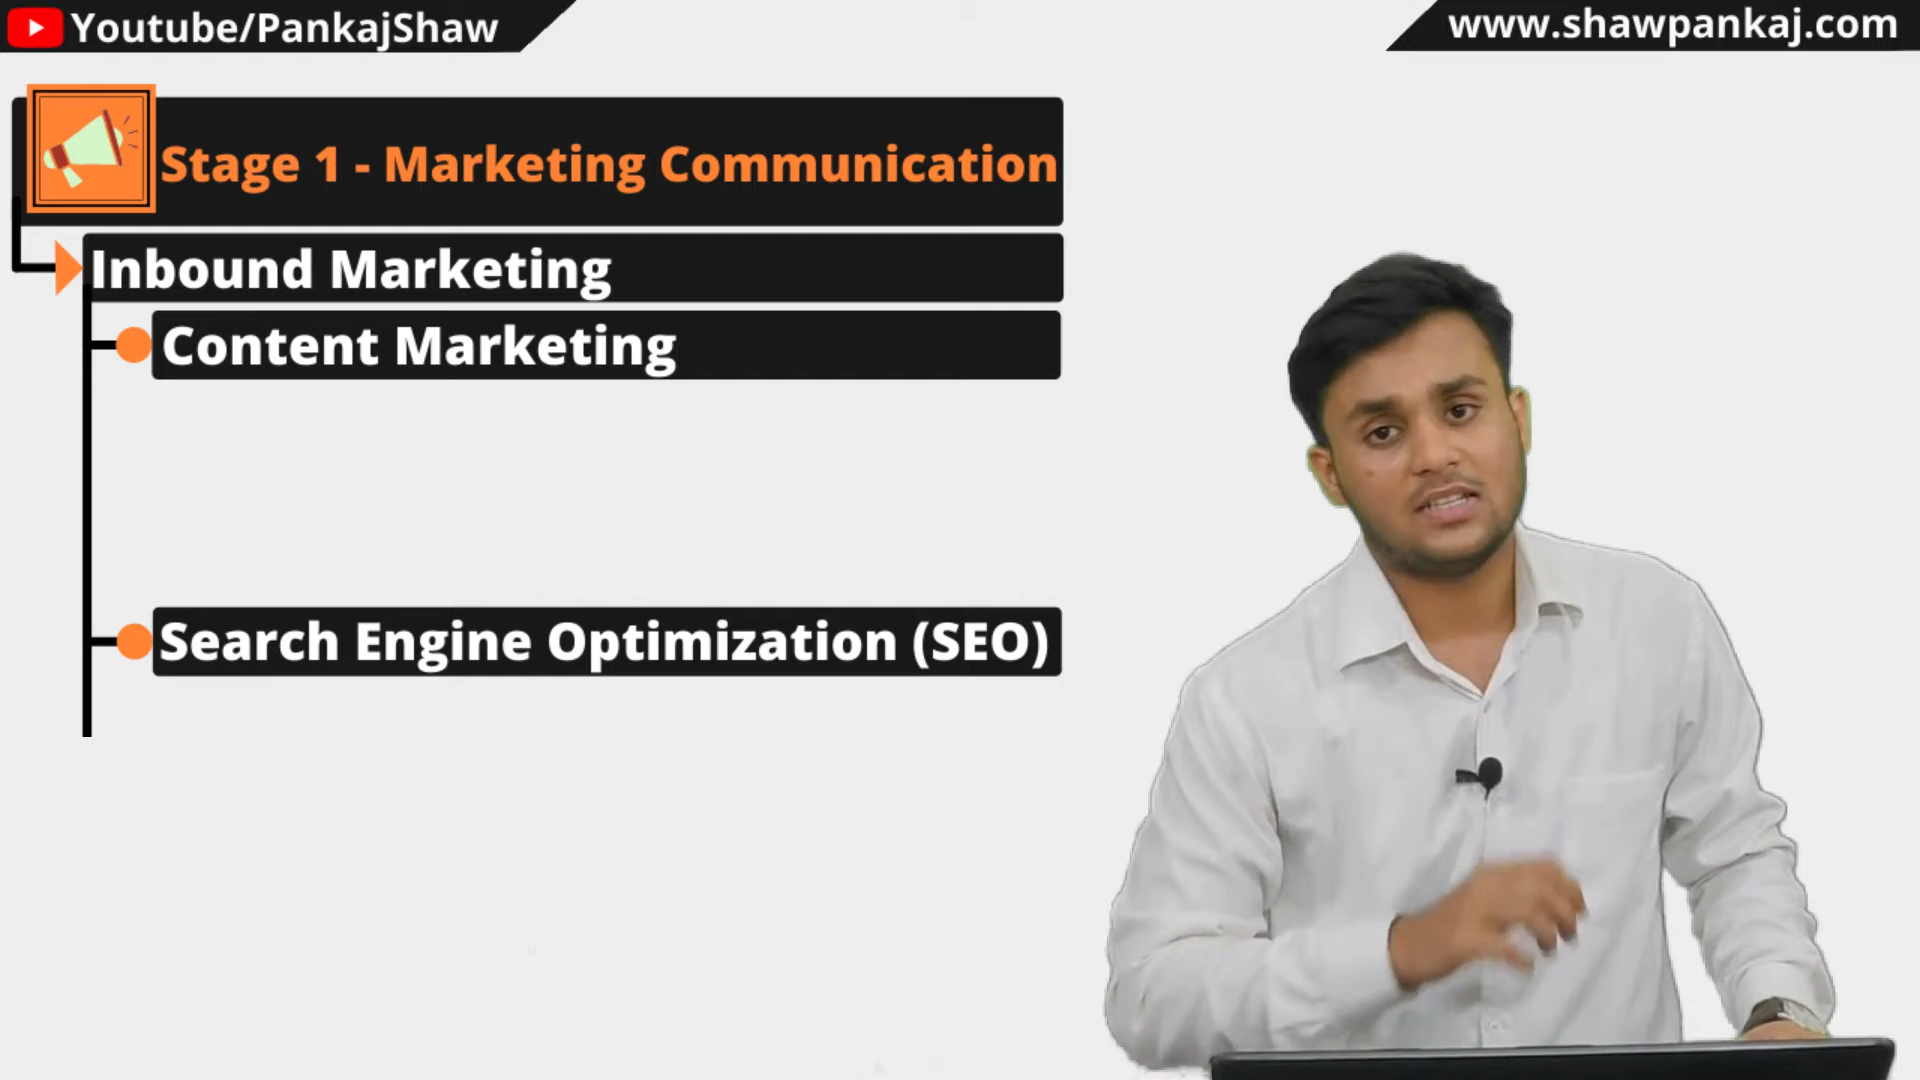 Youtube/PankajShaw
www.shawpankaj.com
Stage 1 - Marketing Communication
Inbound Marketing
Content Marketing
Search Engine Optimization (SEO)